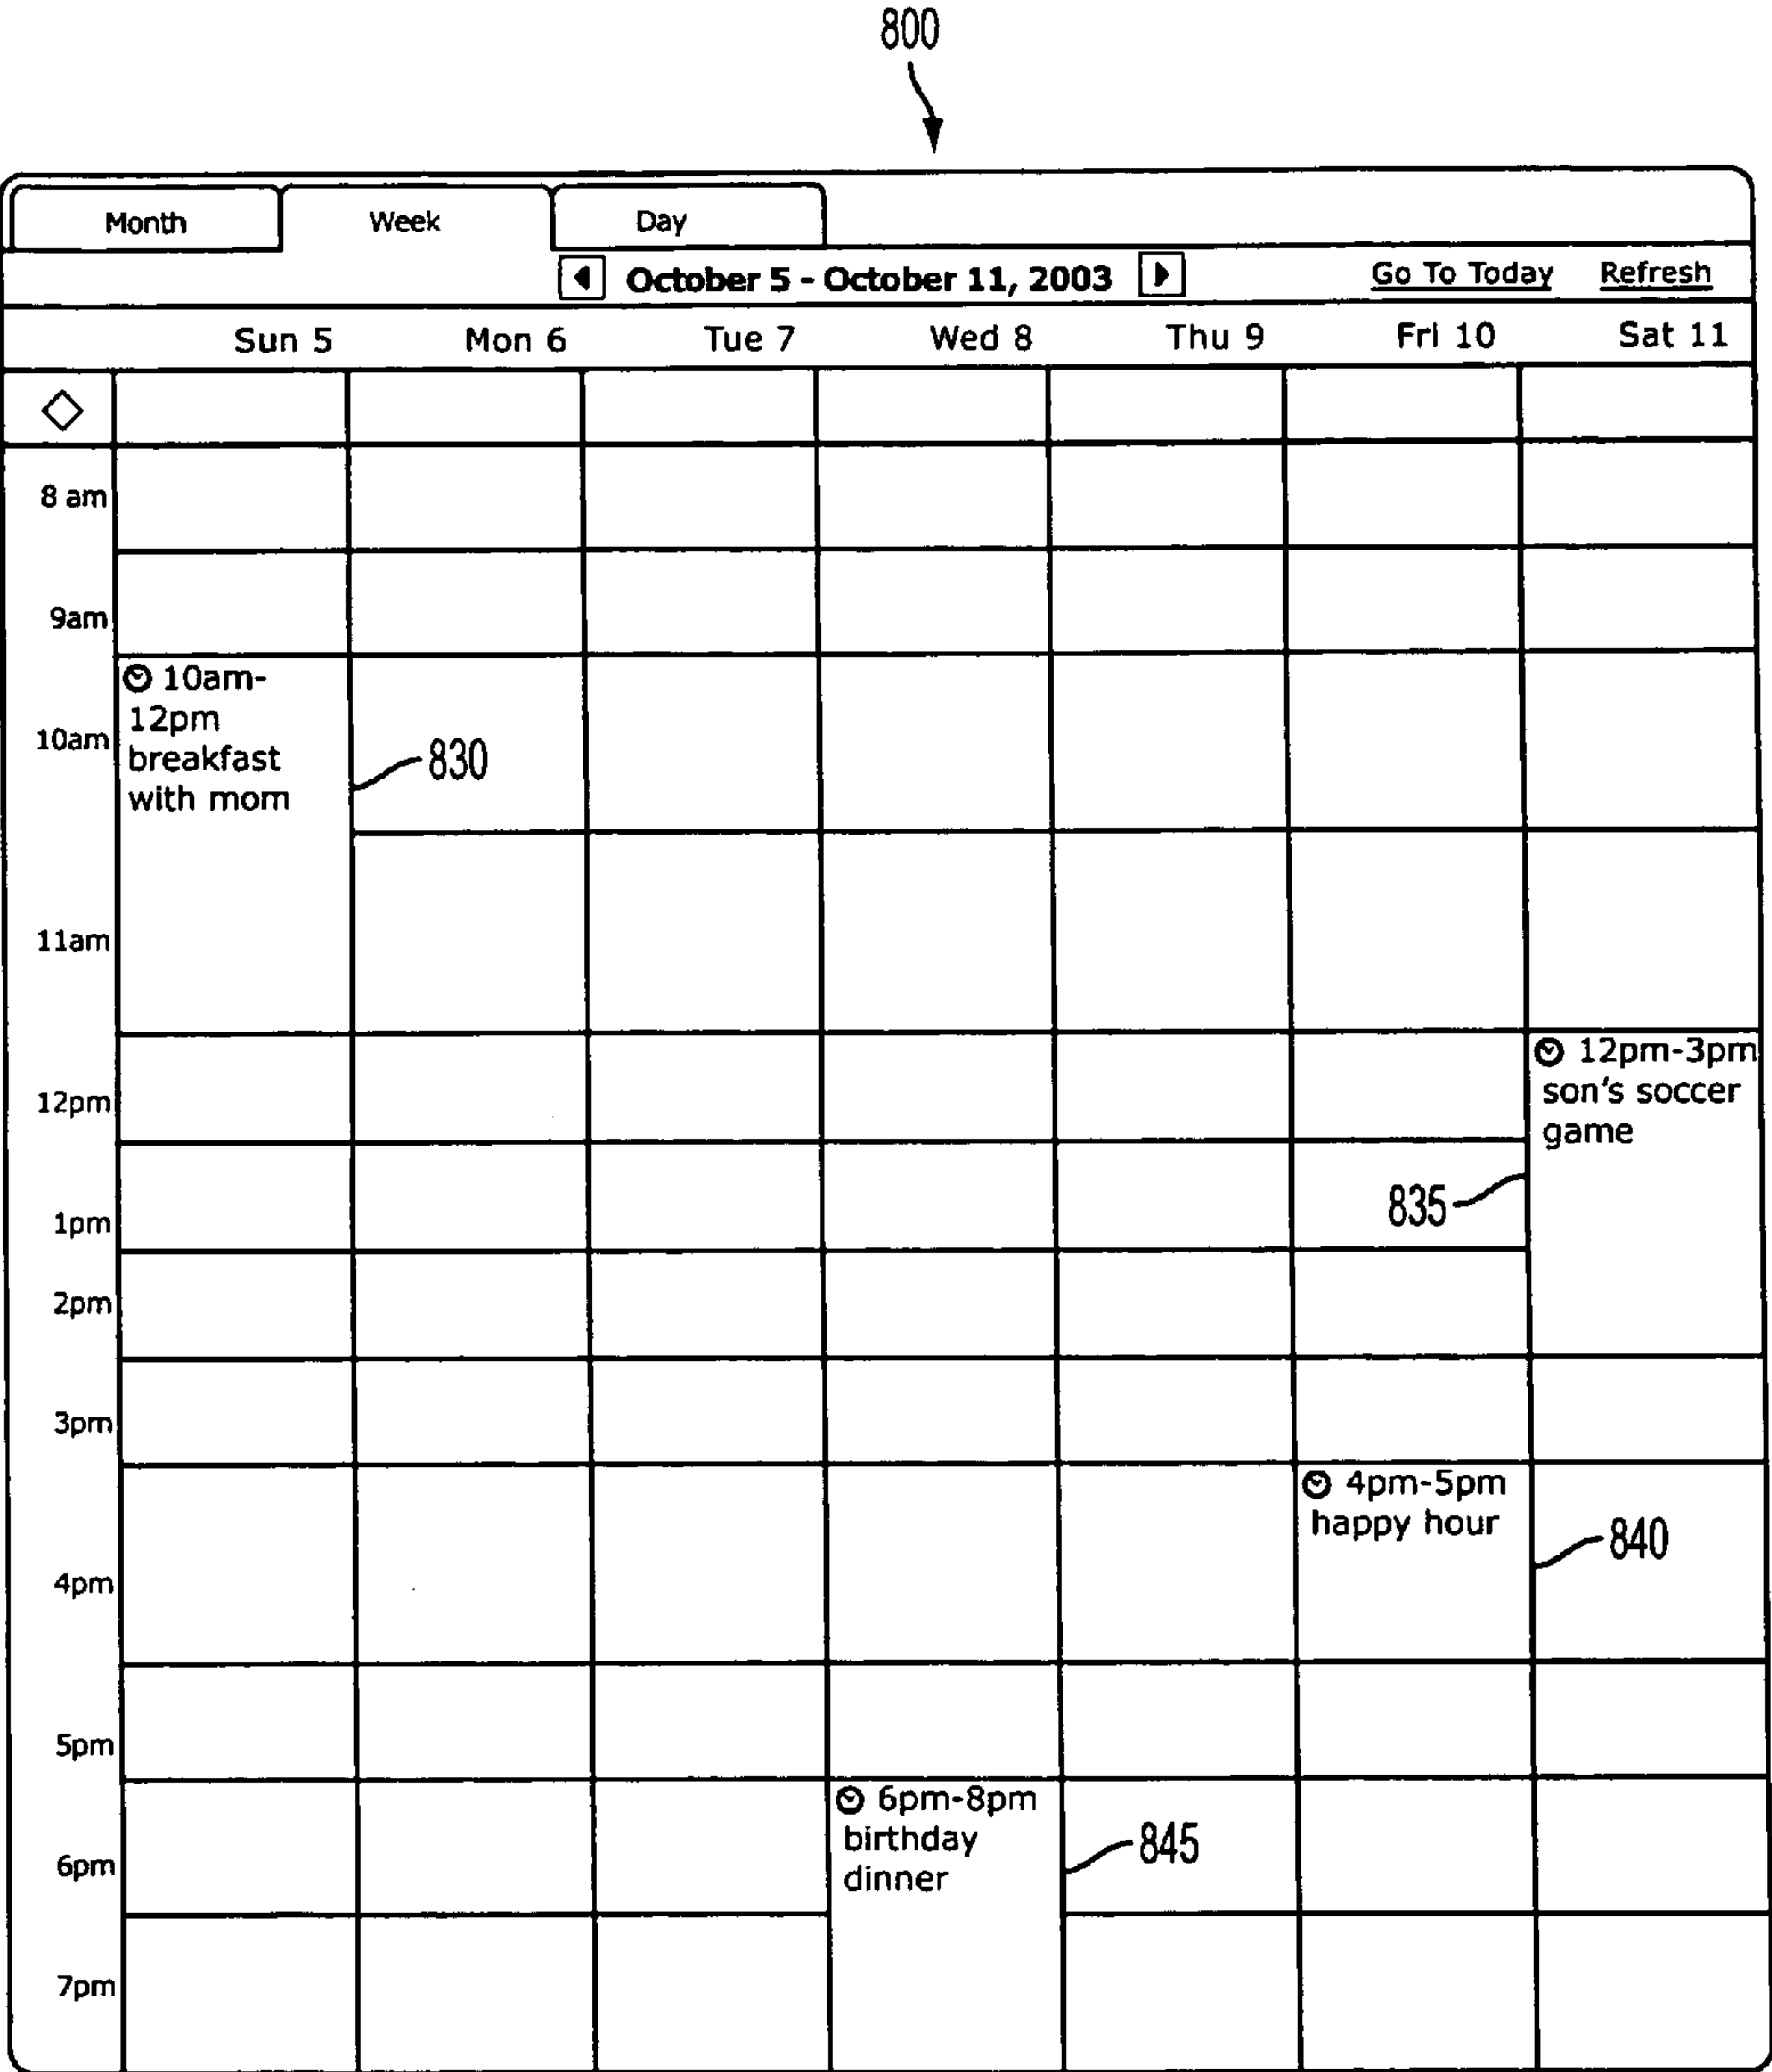 800
Month Week Day
October 5 - October 11, 2003 Go To Today Refresh
Sun 5 Mon 6 Tue 7 Wed 8 Thu 9 Fri 10 Sat 11
8 am
9am
10am-
12pm
breakfast
with mom
10am
830
11am
12pm-3pm
son's soccer
game
12pm
835
1pm
2pm
3pm
4pm-5pm
happy hour
840
4pm
5pm
6pm-8pm
birthday
dinner
845
6pm
7pm